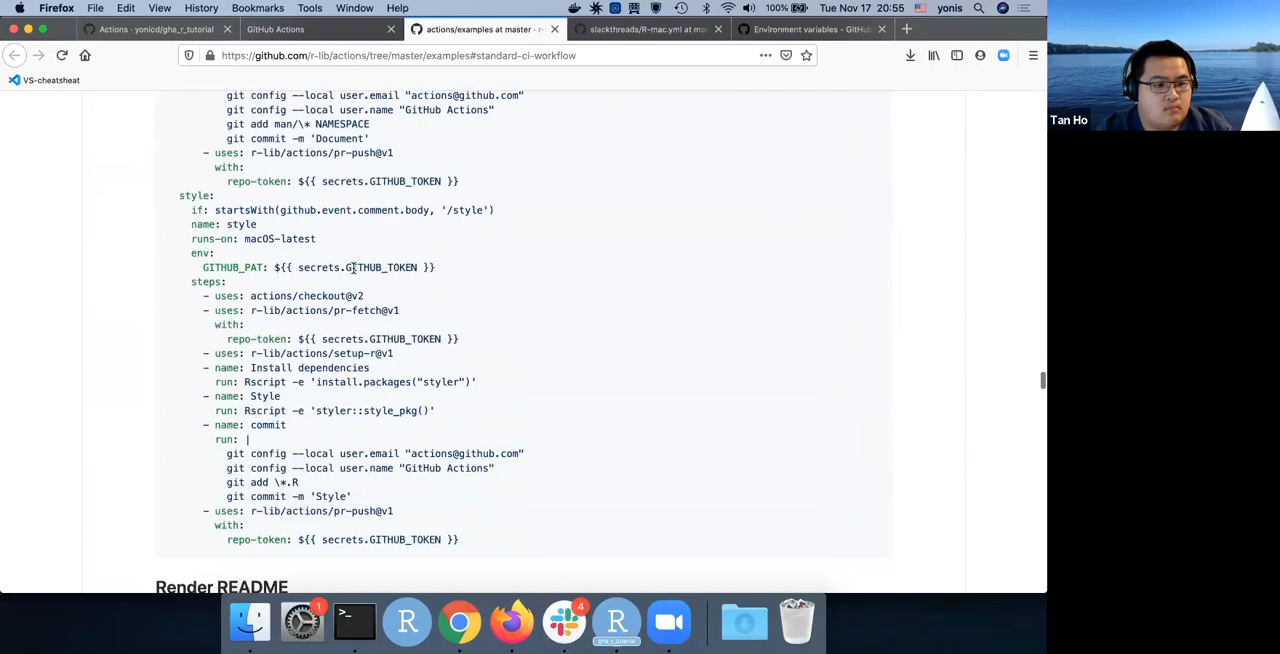 Firefox File Edit View History Bookmarks Tools Window Help 100% Tue Nov 17 20:55 yonis
Actions · yonicd/gha_r_tutorial GitHub Actions actions/examples at master · r- slackthreads/R-mac.yml at ma Environment variables - GitHub
https://github.com/r-lib/actions/tree/master/examples#standard-ci-workflow
VS-cheatsheat
git config --local user.email "actions@github.com"
git config --local user.name "GitHub Actions"
git add man/\* NAMESPACE
git commit -m 'Document'
- uses: r-lib/actions/pr-push@v1
with:
repo-token: ${{ secrets.GITHUB_TOKEN }}
style:
if: startsWith(github.event.comment.body, '/style')
name: style
runs-on: macOS-latest
env:
GITHUB_PAT: ${{ secrets.GITHUB_TOKEN }}
steps:
- uses: actions/checkout@v2
- uses: r-lib/actions/pr-fetch@v1
with:
repo-token: ${{ secrets.GITHUB_TOKEN }}
- uses: r-lib/actions/setup-r@v1
- name: Install dependencies
run: Rscript -e 'install.packages("styler")'
- name: Style
run: Rscript -e 'styler::style_pkg()'
- name: commit
run: |
git config --local user.email "actions@github.com"
git config --local user.name "GitHub Actions"
git add \*.R
git commit -m 'Style'
- uses: r-lib/actions/pr-push@v1
with:
repo-token: ${{ secrets.GITHUB_TOKEN }}
Render README
Tan Ho
1
4
R
R
gha_r_tutorial